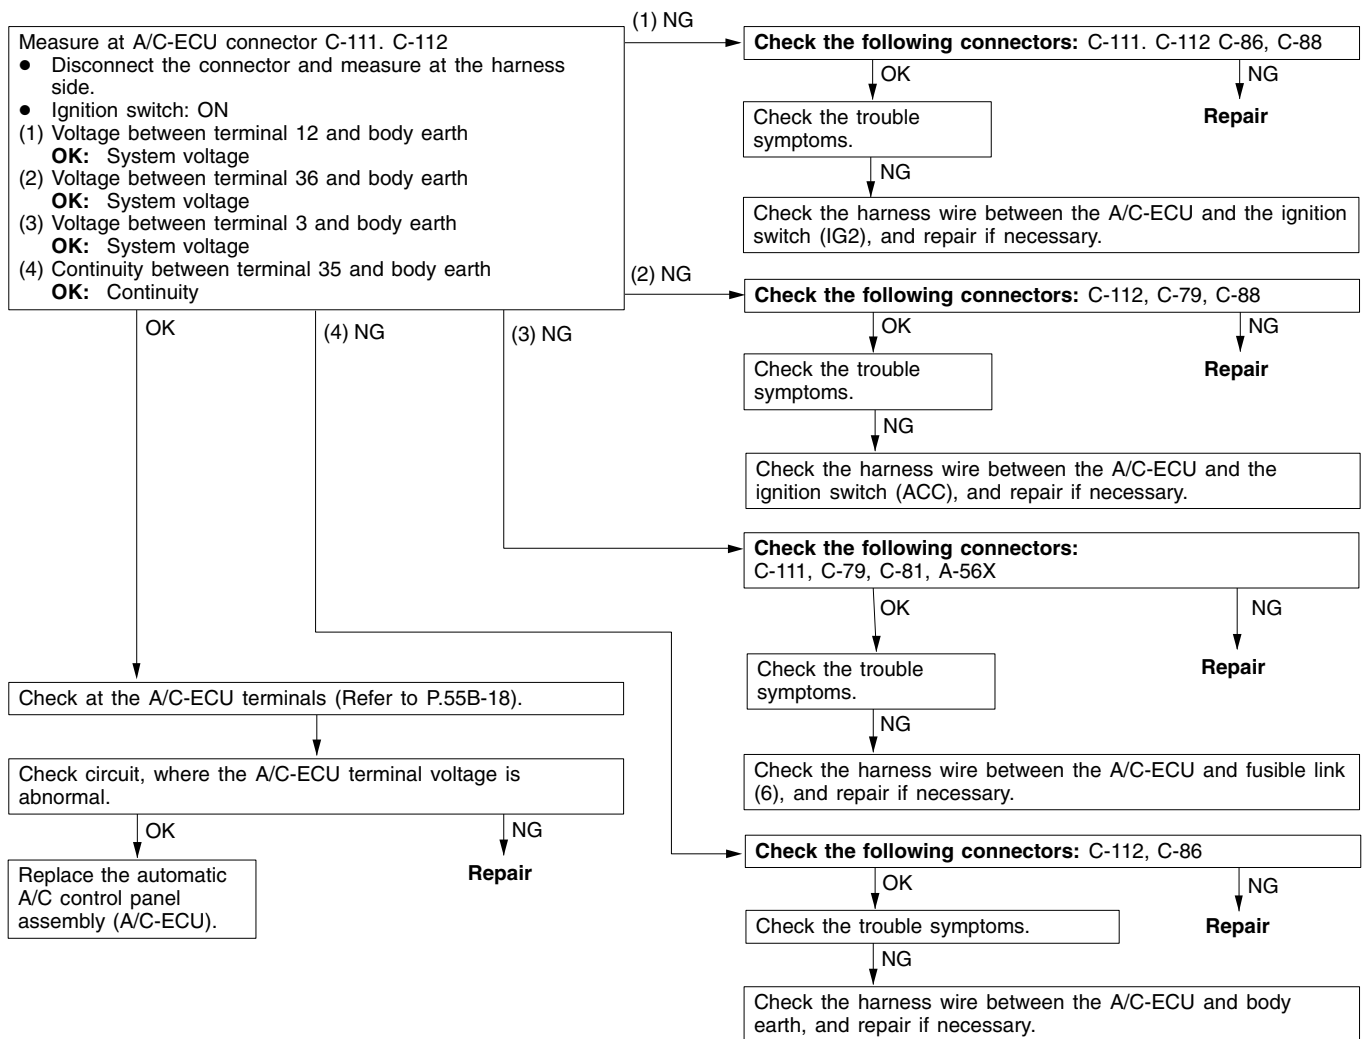 Measure at A/C-ECU connector C-111. C-112
● Disconnect the connector and measure at the harness
side.
● Ignition switch: ON
(1) Voltage between terminal 12 and body earth
OK: System voltage
(2) Voltage between terminal 36 and body earth
OK: System voltage
(3) Voltage between terminal 3 and body earth
OK: System voltage
(4) Continuity between terminal 35 and body earth
OK: Continuity
(1) NG
Check the following connectors: C-111. C-112 C-86, C-88
OK
NG
Check the trouble
symptoms.
Repair
NG
Check the harness wire between the A/C-ECU and the ignition
switch (IG2), and repair if necessary.
(2) NG
Check the following connectors: C-112, C-79, C-88
OK
NG
Check the trouble
symptoms.
Repair
NG
Check the harness wire between the A/C-ECU and the
ignition switch (ACC), and repair if necessary.
OK
(4) NG
(3) NG
Check the following connectors:
C-111, C-79, C-81, A-56X
OK
NG
Check the trouble
symptoms.
Repair
NG
Check the harness wire between the A/C-ECU and fusible link
(6), and repair if necessary.
Check the following connectors: C-112, C-86
OK
NG
Check the trouble symptoms.
Repair
NG
Check the harness wire between the A/C-ECU and body
earth, and repair if necessary.
Check at the A/C-ECU terminals (Refer to P.55B-18).
Check circuit, where the A/C-ECU terminal voltage is
abnormal.
OK
NG
Replace the automatic
A/C control panel
assembly (A/C-ECU).
Repair